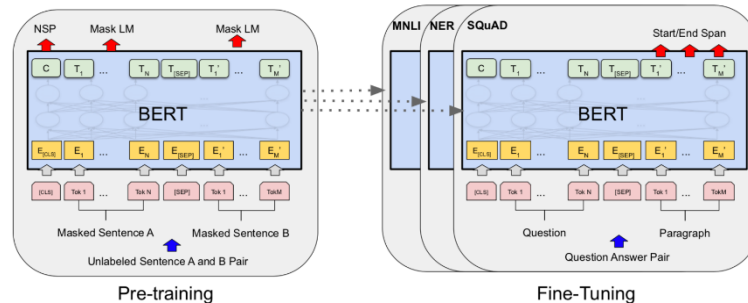 NSP Mask LM Mask LM
C T1 ... TN T[SEP] T1' ... TM'
BERT
E[CLS] E1 ... EN E[SEP] E1' ... EM'
[CLS] Tok 1 ... Tok N [SEP] Tok 1 ... TokM
Masked Sentence A Masked Sentence B
Unlabeled Sentence A and B Pair
Pre-training
MNLI NER SQuAD
Start/End Span
C T1 ... TN T[SEP] T1' ... TM'
BERT
E[CLS] E1 ... EN E[SEP] E1' ... EM'
[CLS] Tok 1 ... Tok N [SEP] Tok 1 ... TokM
Question Paragraph
Question Answer Pair
Fine-Tuning